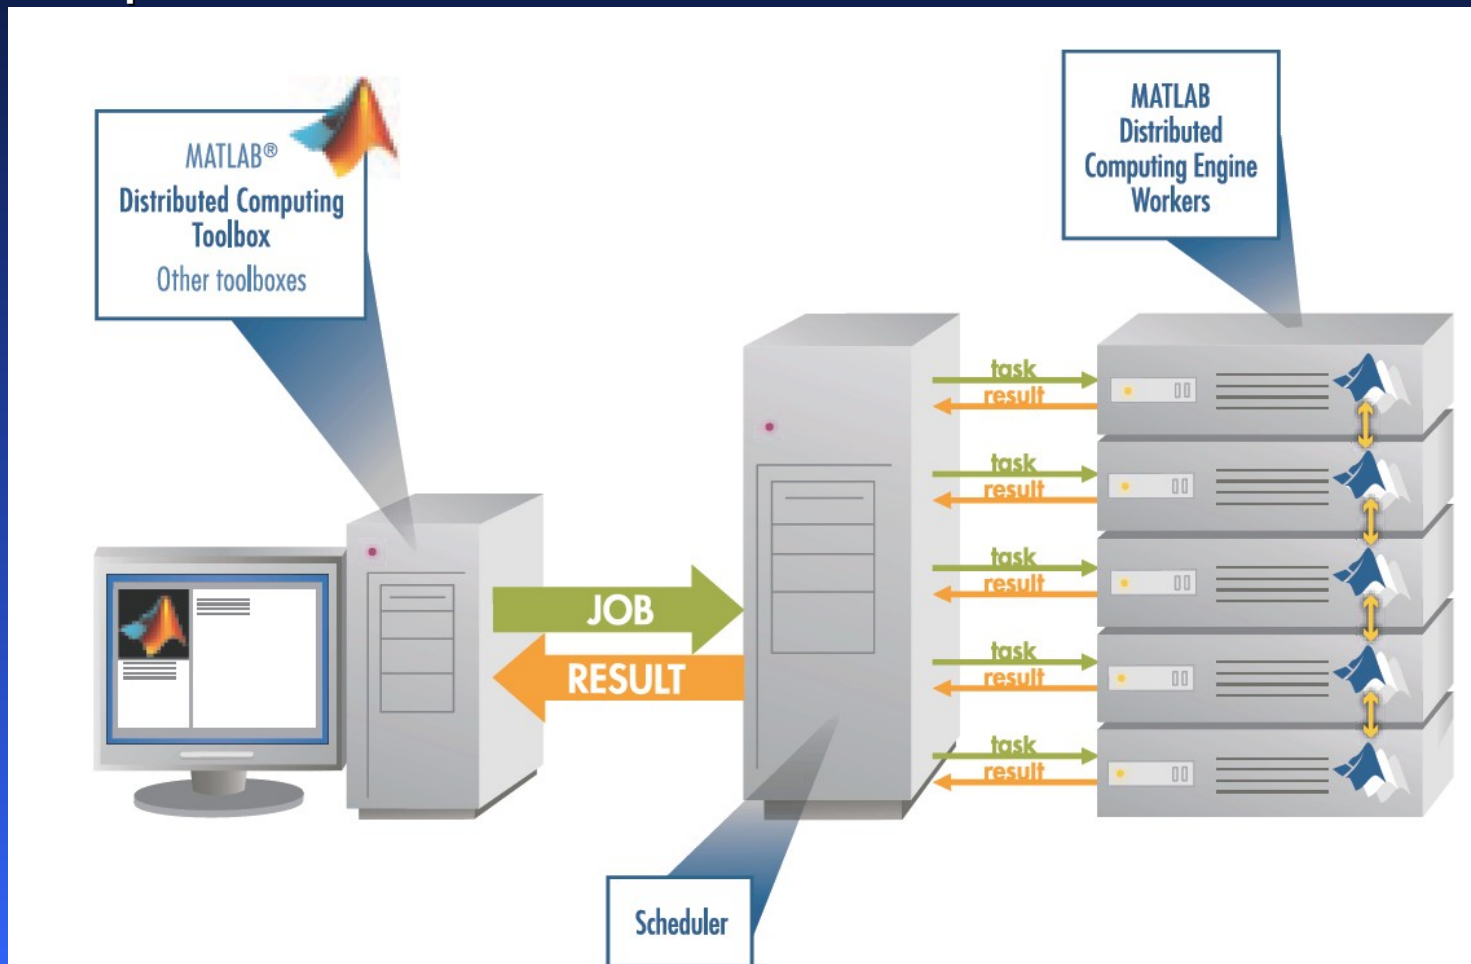 MATLAB®
Distributed Computing
Toolbox
Other toolboxes
MATLAB
Distributed
Computing Engine
Workers
JOB
RESULT
task
result
task
result
task
result
task
result
task
result
Scheduler